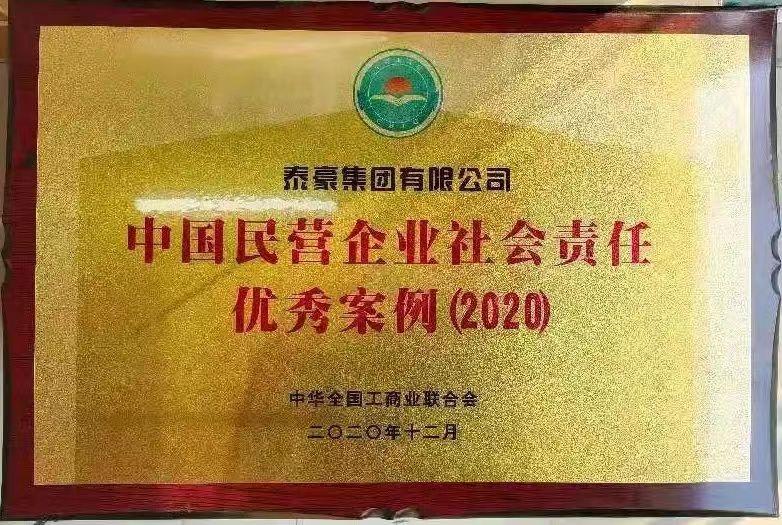 泰豪集团有限公司
中国民营企业社会责任
优秀案例(2020)
中华全国工商业联合会
二〇二〇年十二月